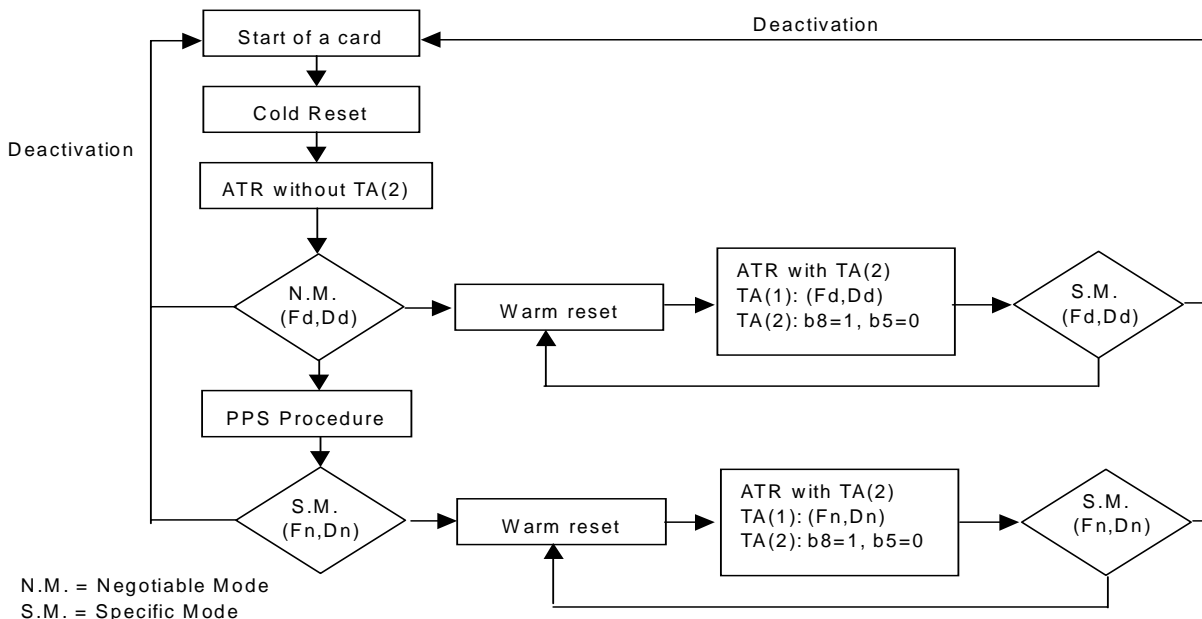 Deactivation
Start of a card
Cold Reset
Deactivation
ATR without TA(2)
N.M.
(Fd,Dd)
Warm reset
ATR with TA(2)
TA(1): (Fd,Dd)
TA(2): b8=1, b5=0
S.M.
(Fd,Dd)
PPS Procedure
S.M.
(Fn,Dn)
Warm reset
ATR with TA(2)
TA(1): (Fn,Dn)
TA(2): b8=1, b5=0
S.M.
(Fn,Dn)
N.M. = Negotiable Mode
S.M. = Specific Mode